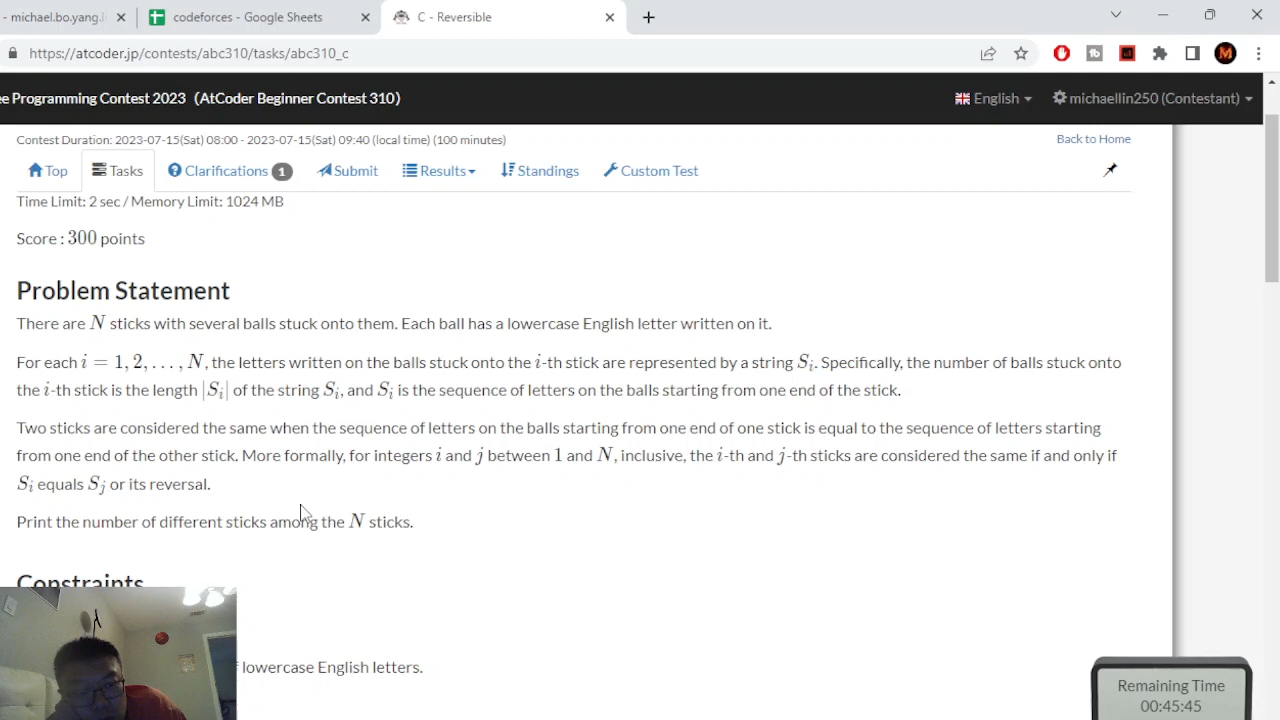 - michael.bo.yang.l
codeforces - Google Sheets
C - Reversible
https://atcoder.jp/contests/abc310/tasks/abc310_c
ee Programming Contest 2023 (AtCoder Beginner Contest 310)
English
michaellin250 (Contestant)
Contest Duration: 2023-07-15(Sat) 08:00 - 2023-07-15(Sat) 09:40 (local time) (100 minutes)
Back to Home
Top
Tasks
Clarifications 1
Submit
Results
Standings
Custom Test
Time Limit: 2 sec / Memory Limit: 1024 MB
Score : 300 points
Problem Statement
There are N sticks with several balls stuck onto them. Each ball has a lowercase English letter written on it.
For each i = 1, 2, . . . , N, the letters written on the balls stuck onto the i-th stick are represented by a string Si. Specifically, the number of balls stuck onto
the i-th stick is the length |Si| of the string Si, and Si is the sequence of letters on the balls starting from one end of the stick.
Two sticks are considered the same when the sequence of letters on the balls starting from one end of one stick is equal to the sequence of letters starting
from one end of the other stick. More formally, for integers i and j between 1 and N, inclusive, the i-th and j-th sticks are considered the same if and only if
Si equals Sj or its reversal.
Print the number of different sticks among the N sticks.
Constraints
lowercase English letters.
Remaining Time
00:45:45